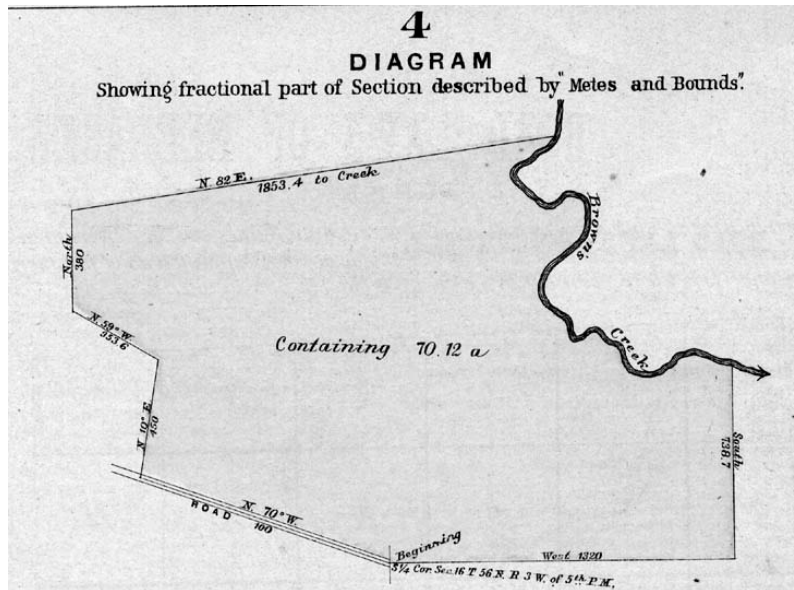 4
DIAGRAM
Showing fractional part of Section described by "Metes and Bounds".
N. 82 E.
1853.4 to Creek
North
380
N. 59° W.
353.6
N. 10° E.
450
Brown's
Creek
Containing 70.12 a
South
738.7
ROAD
N. 70° W.
100
Beginning
West 1320
S¼ Cor. Sec. 16 T 56 N. R 3 W. of 5th P.M.